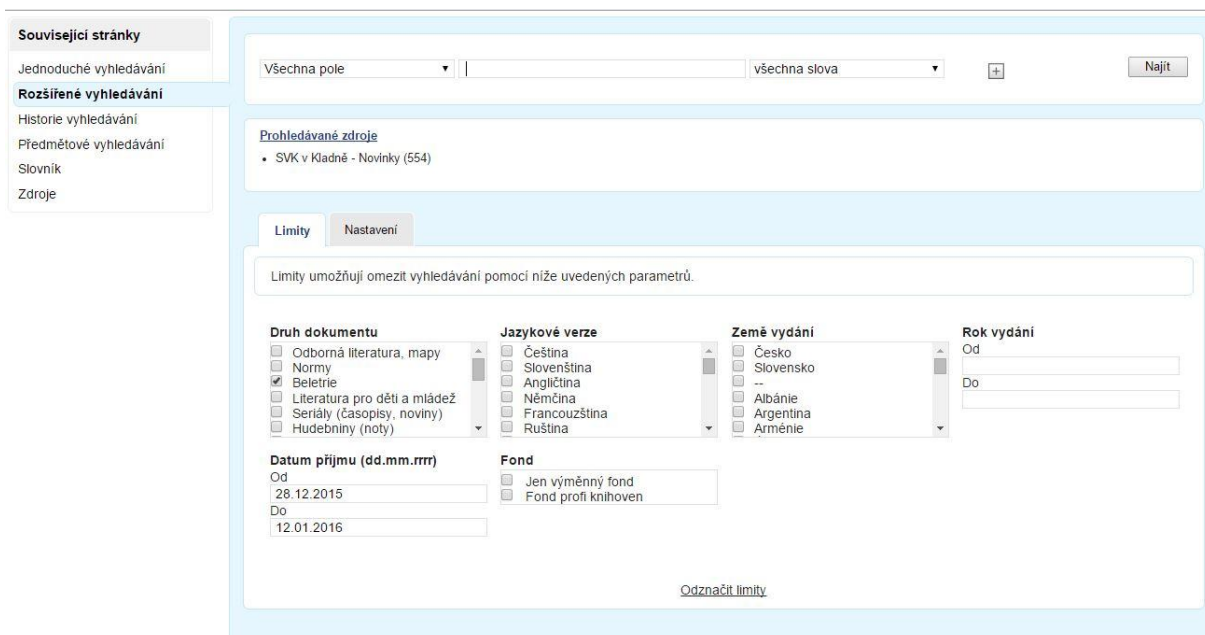 Související stránky
Jednoduché vyhledávání
Rozšířené vyhledávání
Historie vyhledávání
Předmětové vyhledávání
Slovník
Zdroje
Všechna pole
všechna slova
Najít
Prohledávané zdroje
SVK v Kladně - Novinky (554)
Limity
Nastavení
Limity umožňují omezit vyhledávání pomocí níže uvedených parametrů.
Druh dokumentu
Odborná literatura, mapy
Normy
Beletrie
Literatura pro děti a mládež
Seriály (časopisy, noviny)
Hudebniny (noty)
Jazykové verze
Čeština
Slovenština
Angličtina
Němčina
Francouzština
Ruština
Země vydání
Česko
Slovensko
--
Albánie
Argentina
Arménie
Rok vydání
Od
Do
Datum příjmu (dd.mm.rrrr)
Od
28.12.2015
Do
12.01.2016
Fond
Jen výměnný fond
Fond profi knihoven
Odznačit limity